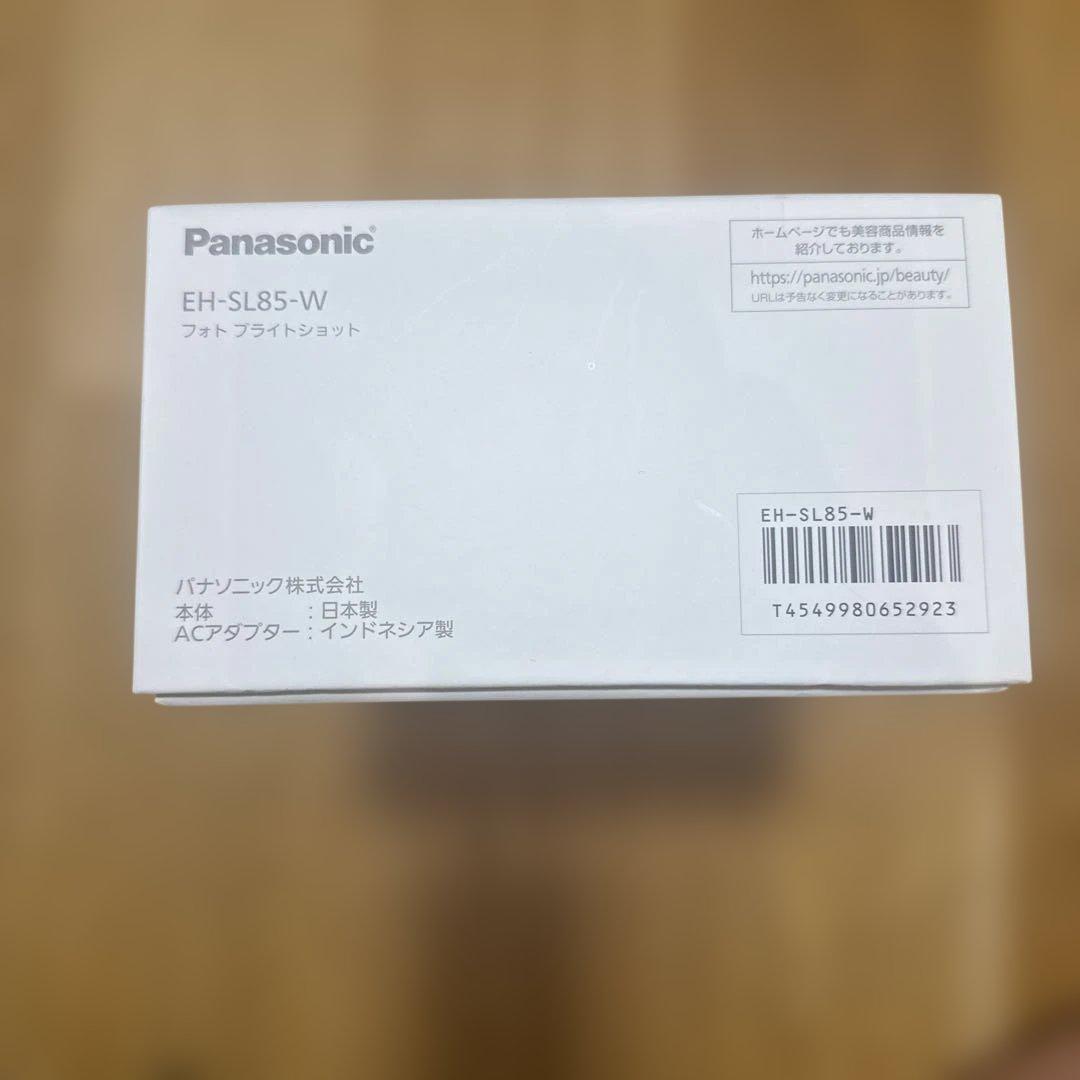 Panasonic®
EH-SL85-W
フォト ブライトショット
ホームページでも美容商品情報を
紹介しております。
https://panasonic.jp/beauty/
URLは予告なく変更になることがあります。
EH-SL85-W
T4549980652923
パナソニック株式会社
本体 : 日本製
ACアダプター : インドネシア製